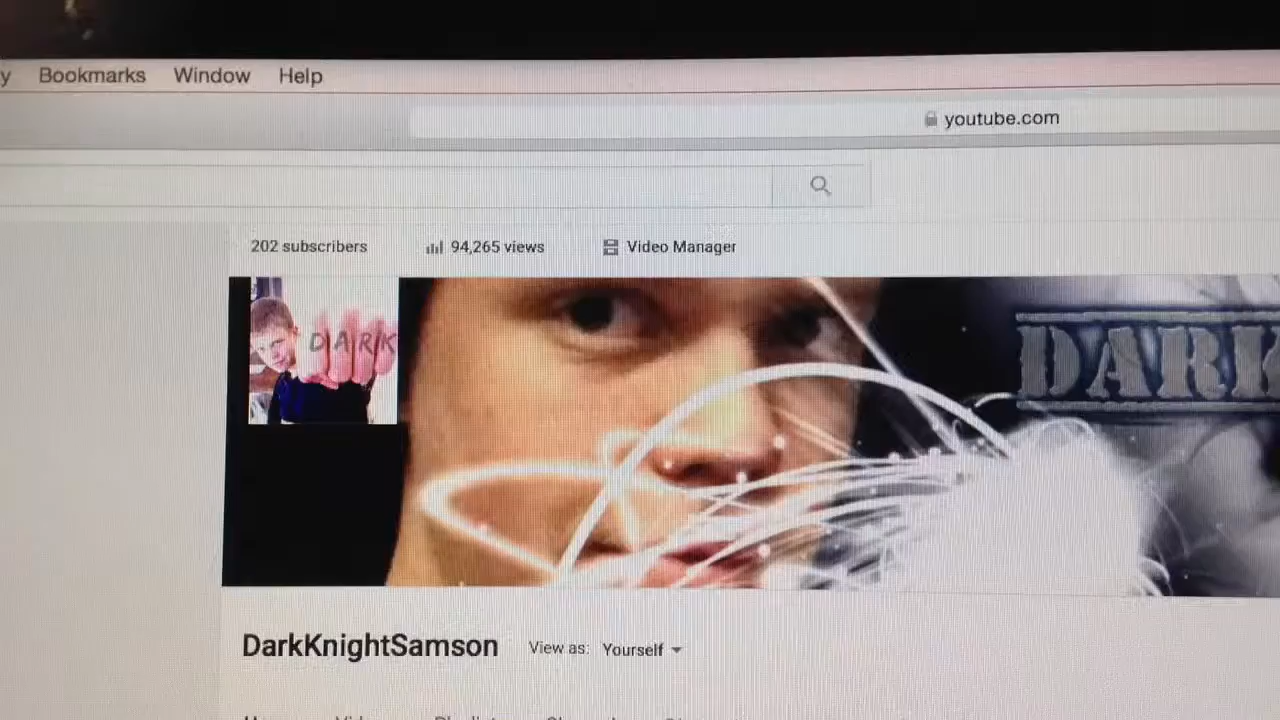 Bookmarks Window Help
youtube.com
202 subscribers 94,265 views Video Manager
DARK
DARK
DarkKnightSamson View as: Yourself